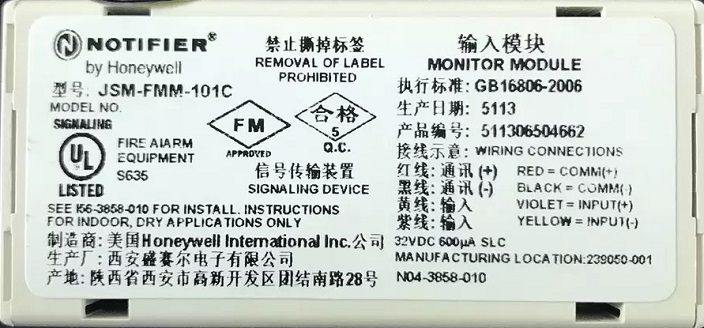 NOTIFIER®
by Honeywell
型号: JSM-FMM-101C
MODEL NO.
SIGNALING
UL
LISTED
FIRE ALARM
EQUIPMENT
S635
禁止撕掉标签
REMOVAL OF LABEL
PROHIBITED
FM
APPROVED
合格
5
Q.C.
信号传输装置
SIGNALING DEVICE
SEE I56-3858-010 FOR INSTALL. INSTRUCTIONS
FOR INDOOR, DRY APPLICATIONS ONLY
制造商: 美国Honeywell International Inc.公司
生产厂: 西安盛赛尔电子有限公司
产地: 陕西省西安市高新开发区团结南路28号
输入模块
MONITOR MODULE
执行标准: GB16806-2006
生产日期: 5113
产品编号: 511306504662
接线示意: WIRING CONNECTIONS
红线: 通讯(+) RED = COMM(+)
黑线: 通讯(-) BLACK = COMM(-)
黄线: 输入 VIOLET = INPUT(+)
紫线: 输入 YELLOW = INPUT(-)
32VDC 600µA SLC
MANUFACTURING LOCATION:239050-001
N04-3858-010